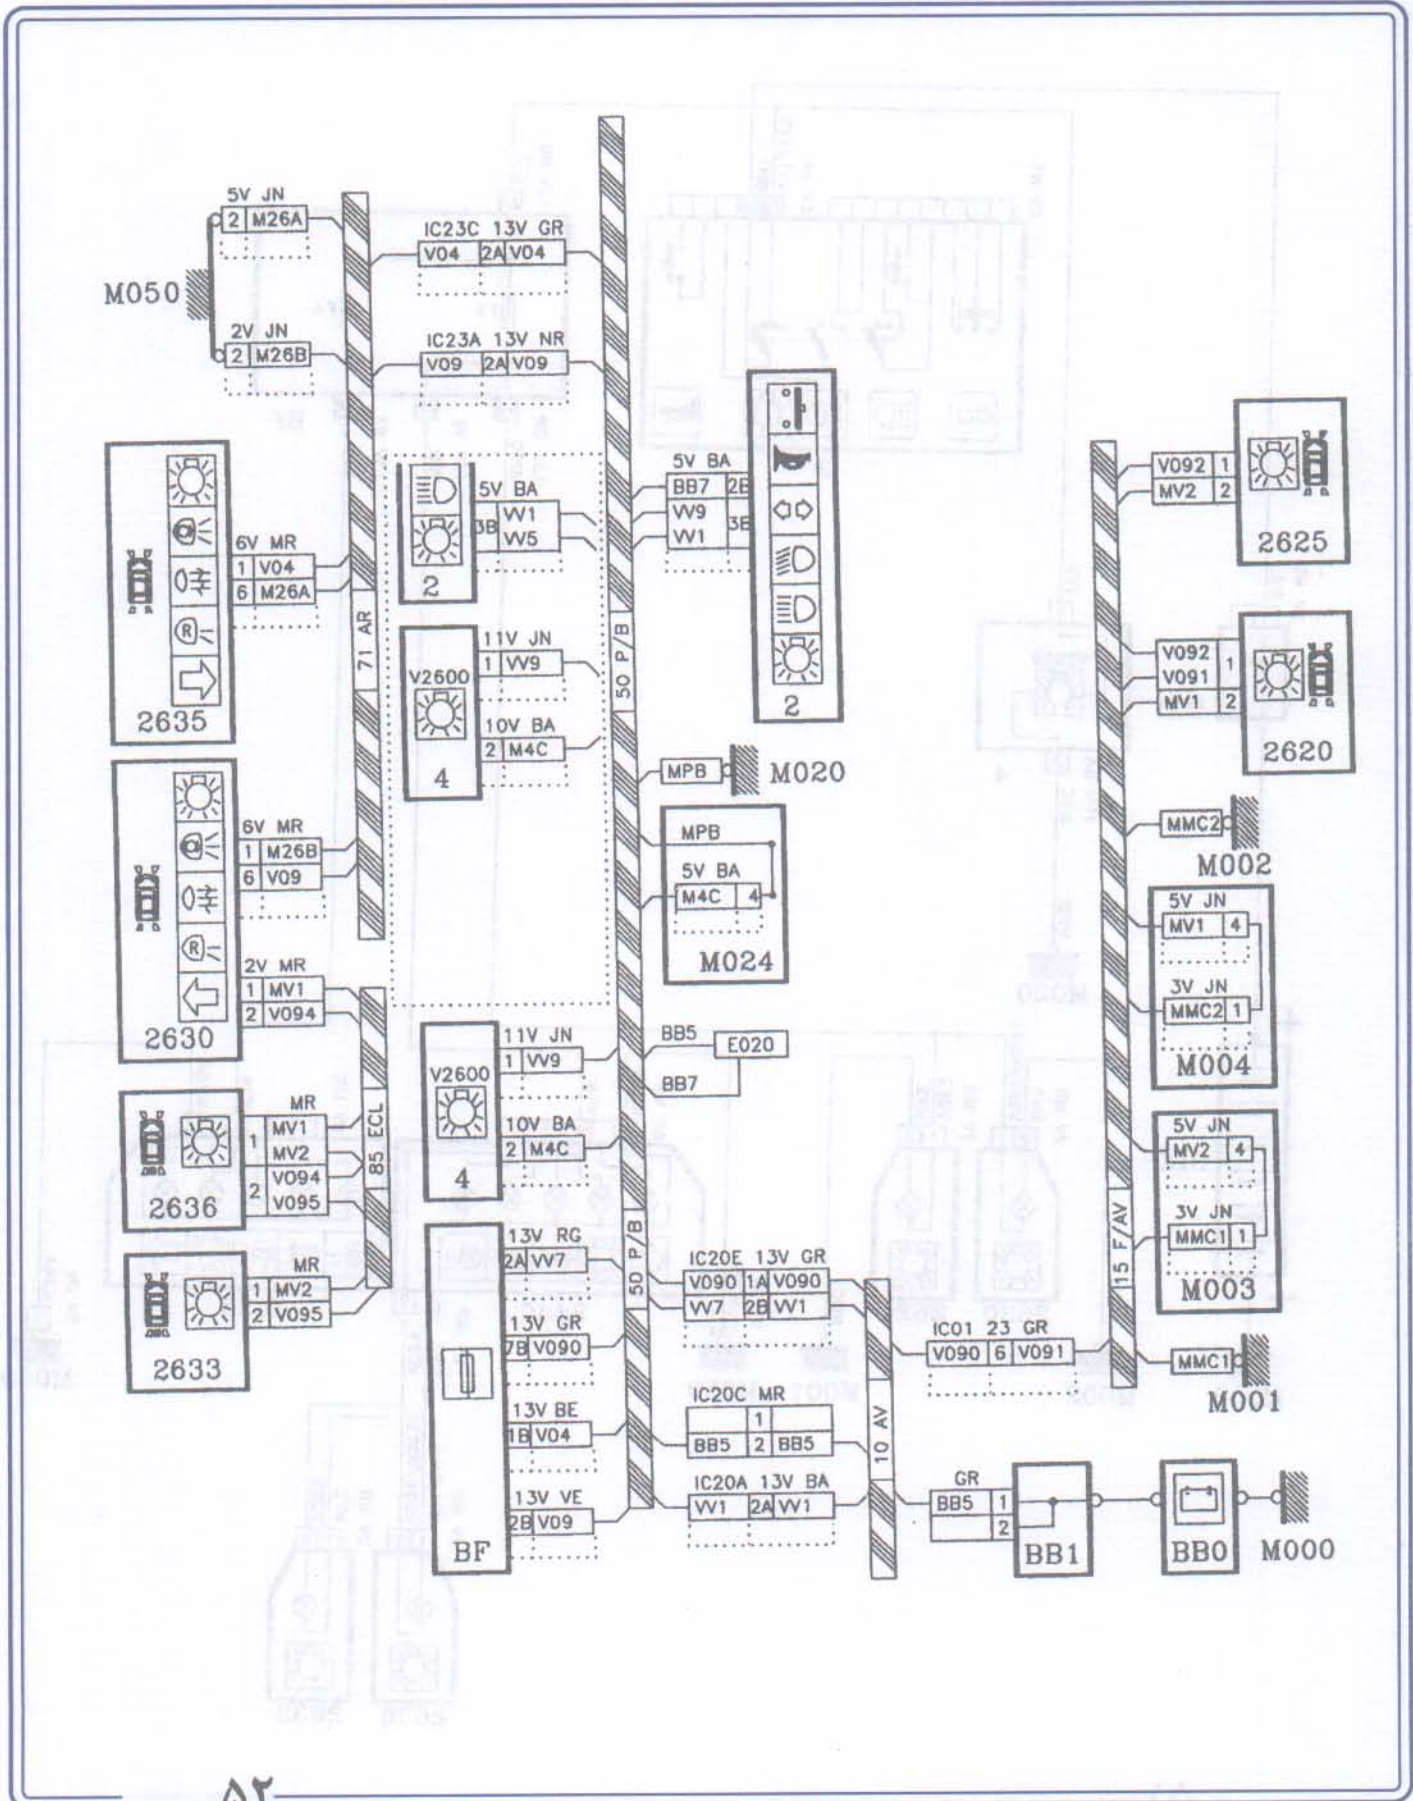 5V JN
2 M26A
M050
2V JN
2 M26B
IC23C 13V GR
V04 2A V04
IC23A 13V NR
V09 2A V09
6V MR
1 V04
6 M26A
R
2635
71 AR
6V MR
1 M26B
6 V09
R
2V MR
1 MV1
2 V094
2630
MR
1 MV1
MV2
2 V094
V095
2636
85 ECL
MR
1 MV2
2 V095
2633
5V BA
3B VV1
VV5
2
11V JN
1 VV9
V2600
10V BA
2 M4C
4
50 P/B
5V BA
BB7 2B
VV9 3B
VV1
2
MPB
M020
MPB
5V BA
M4C 4
M024
11V JN
1 VV9
V2600
10V BA
2 M4C
4
BB5 E020
BB7
50 P/B
13V RG
2A VV7
13V GR
7B V090
13V BE
1B V04
13V VE
2B V09
BF
IC20E 13V GR
V090 1A V090
VV7 2B VV1
IC20C MR
1
BB5 2 BB5
IC20A 13V BA
VV1 2A VV1
10 AV
IC01 23 GR
V090 6 V091
GR
BB5 1
2
BB1
BB0
M000
V092 1
MV2 2
2625
V092 1
V091
MV1 2
2620
MMC2
M002
5V JN
MV1 4
3V JN
MMC2 1
M004
5V JN
MV2 4
3V JN
MMC1 1
M003
15 F/AV
MMC1
M001
۵۲